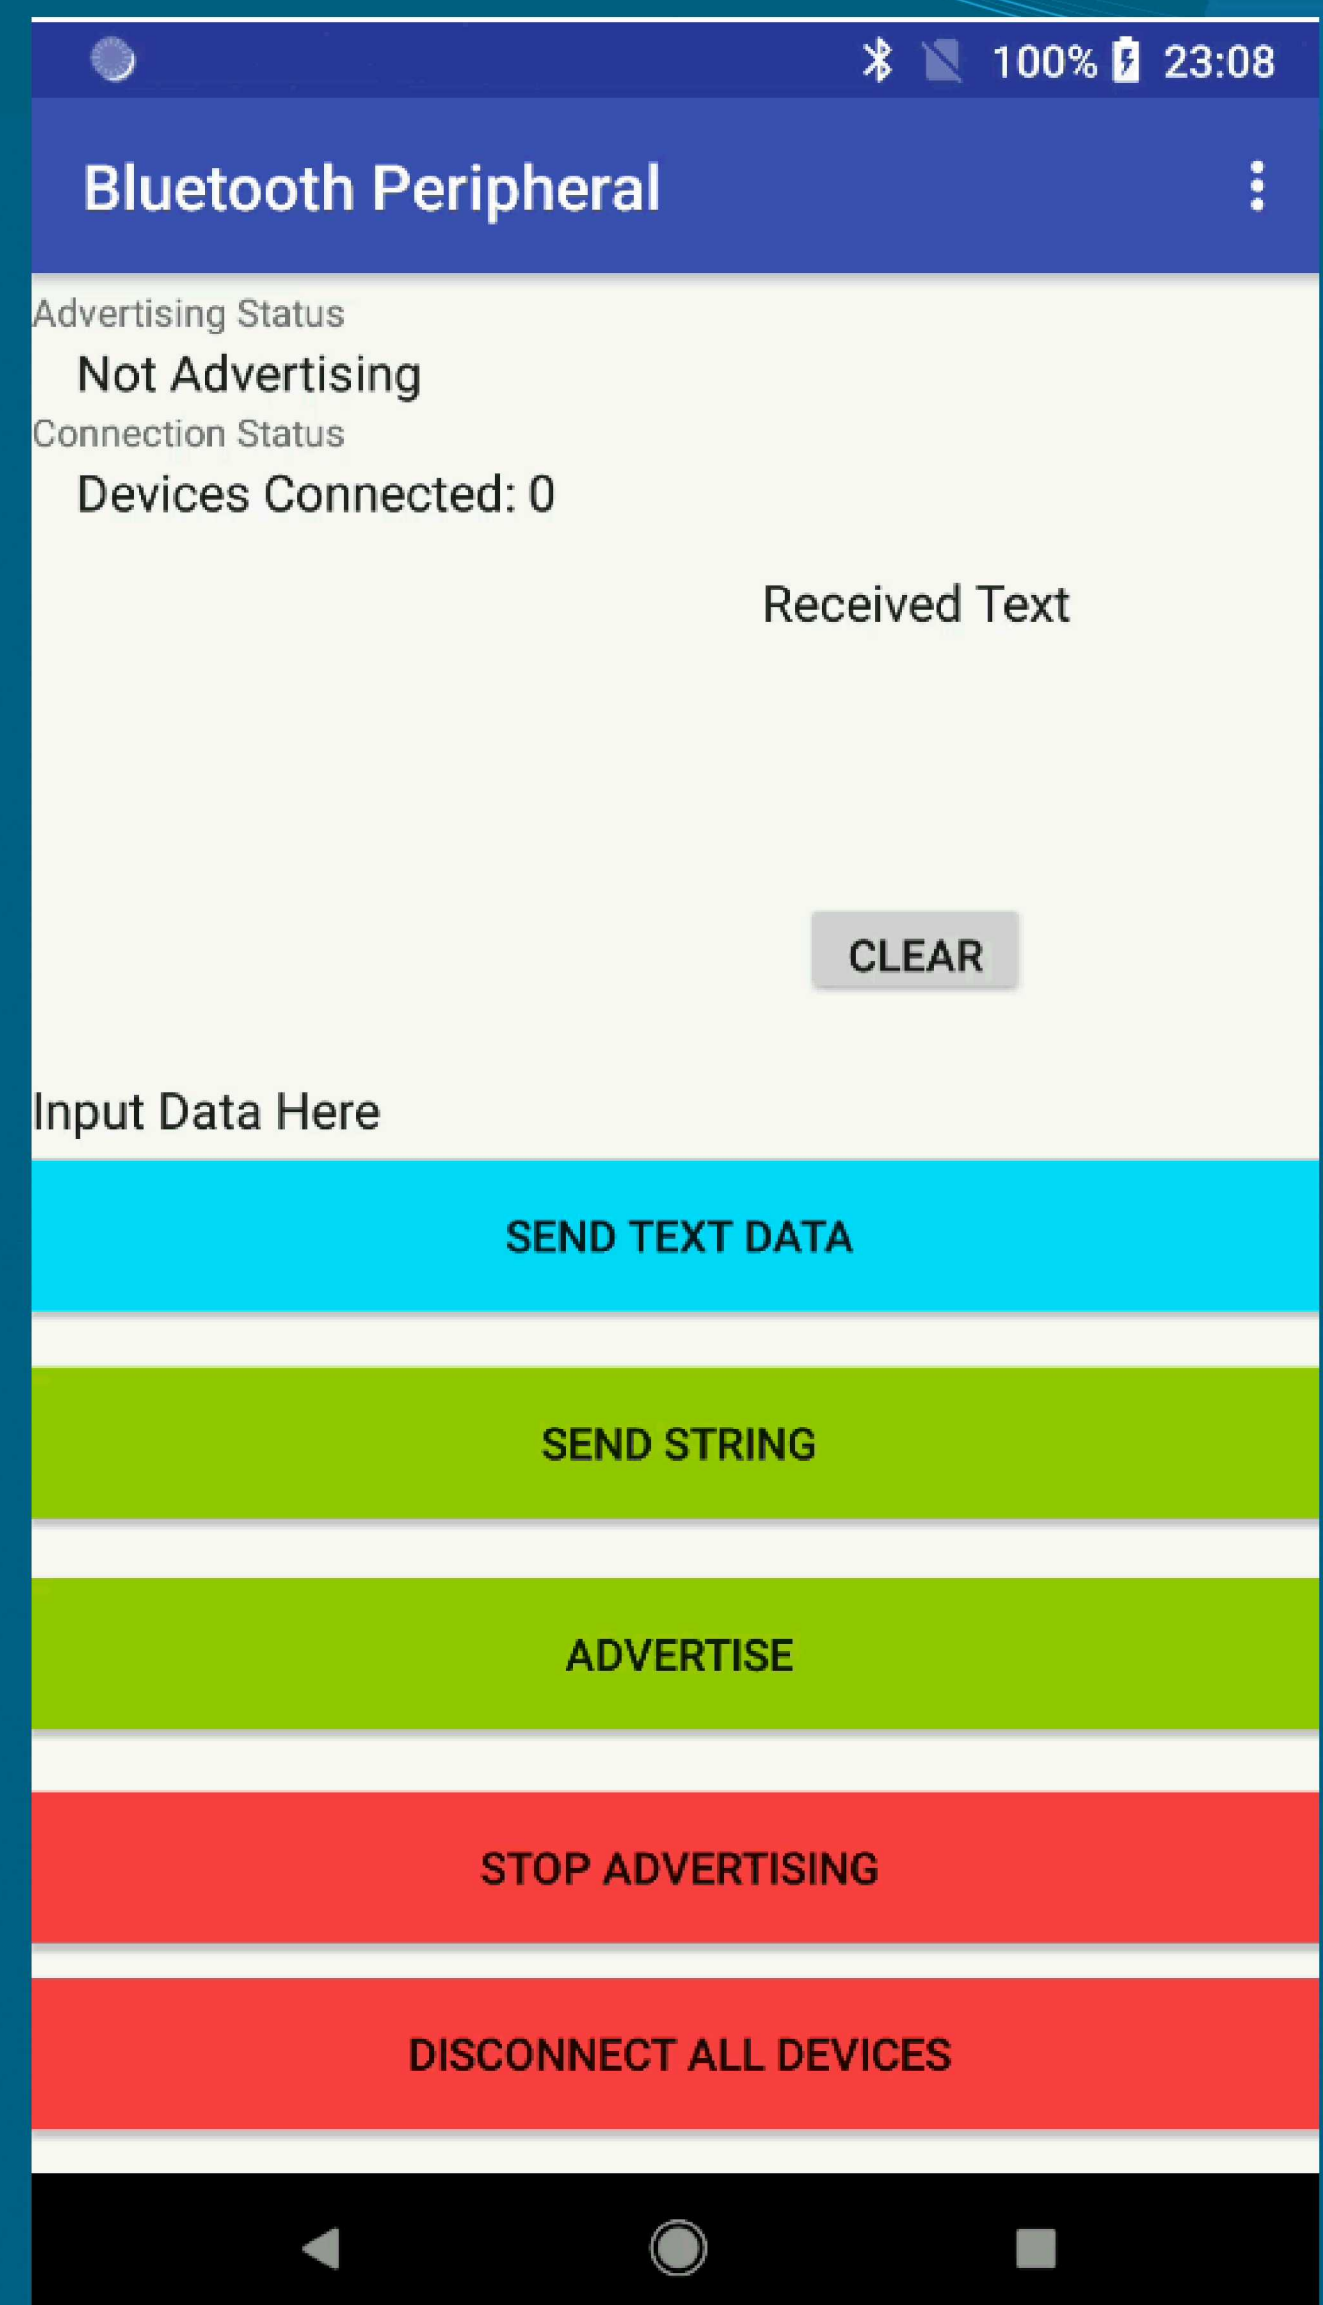 100% 23:08
Bluetooth Peripheral
Advertising Status
Not Advertising
Connection Status
Devices Connected: 0
Received Text
CLEAR
Input Data Here
SEND TEXT DATA
SEND STRING
ADVERTISE
STOP ADVERTISING
DISCONNECT ALL DEVICES